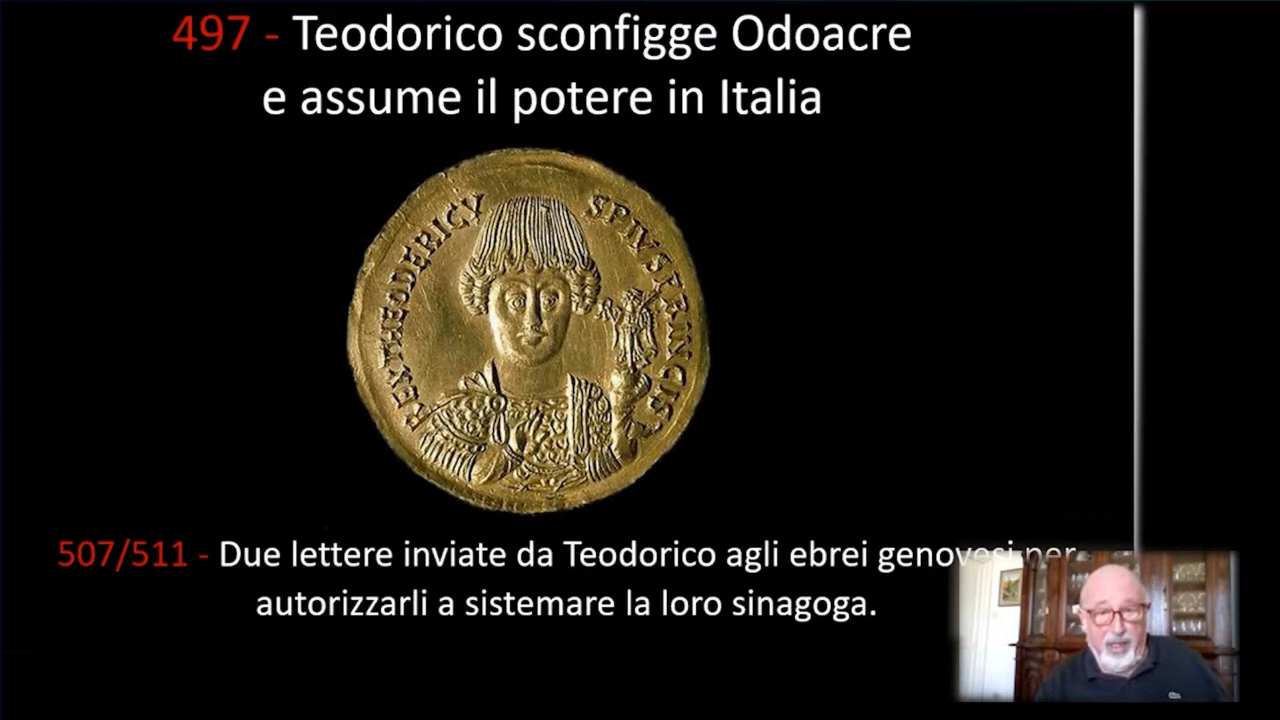 497 - Teodorico sconfigge Odoacre
e assume il potere in Italia
REX THEODERICVS PIVS PRINCIS
507/511 - Due lettere inviate da Teodorico agli ebrei genovesi per
autorizzarli a sistemare la loro sinagoga.